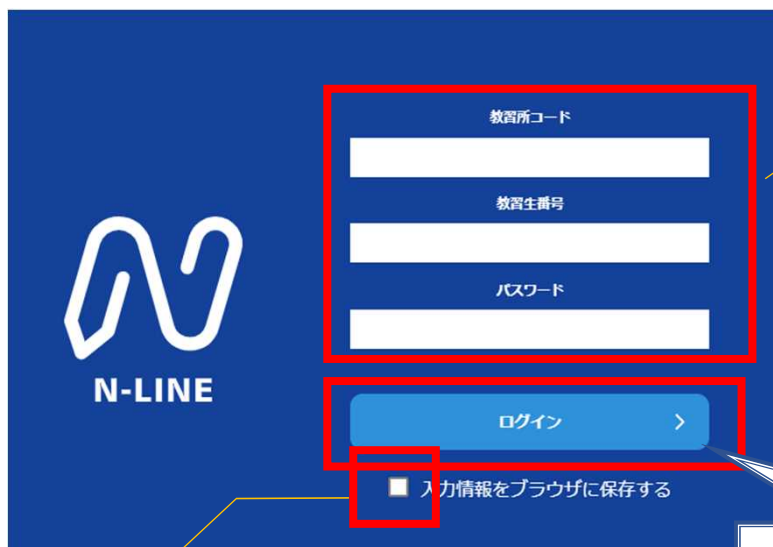 教習所コード
教習生番号
パスワード
N-LINE
ログイン
入力情報をブラウザに保存する